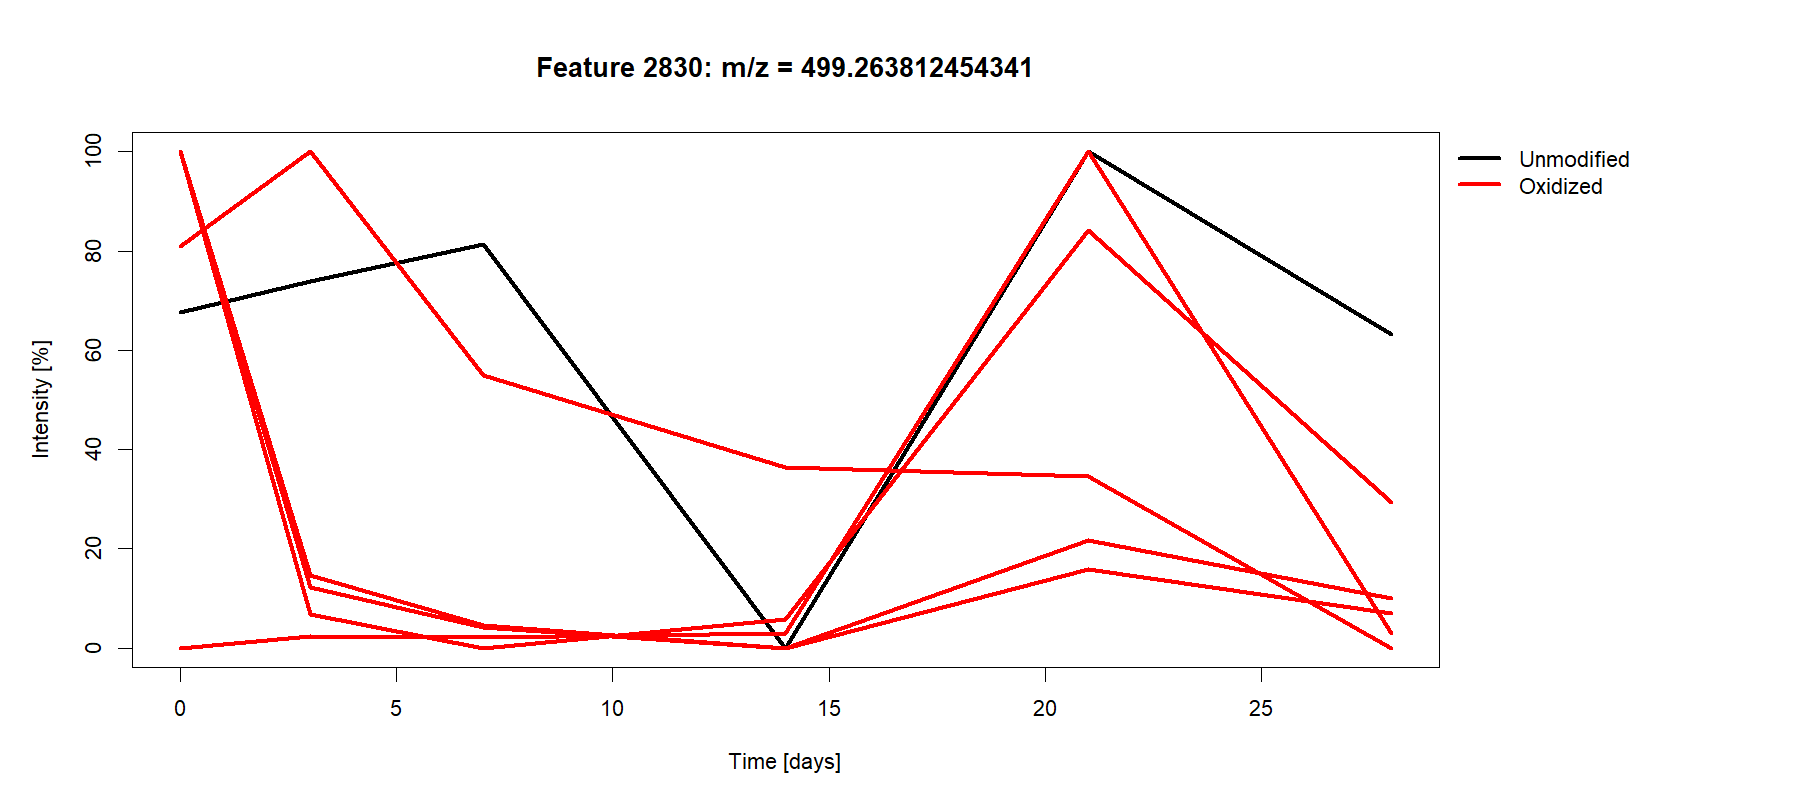 Feature 2830: m/z = 499.263812454341
Unmodified
Oxidized
Intensity [%]
100
80
60
40
20
0
0 5 10 15 20 25
Time [days]